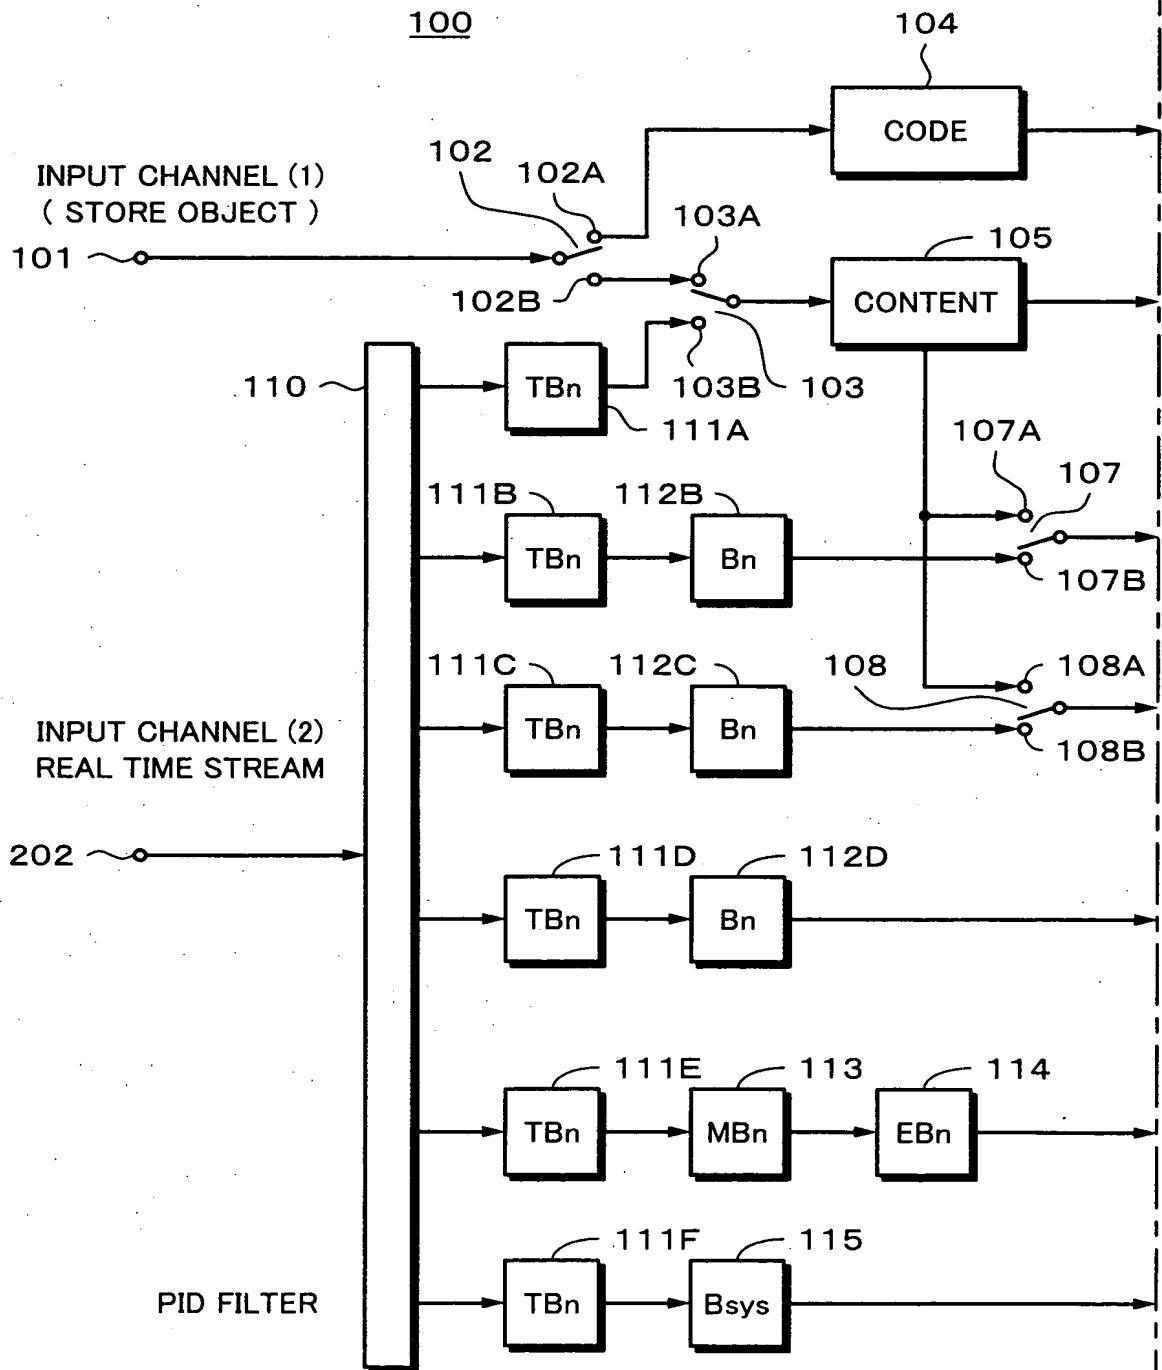 100
104
CODE
102
102A
INPUT CHANNEL (1)
( STORE OBJECT )
103A
105
101
102B
CONTENT
110
TBn
103B
103
111A
107A
107
111B
112B
TBn
Bn
107B
111C
112C
108
108A
INPUT CHANNEL (2)
REAL TIME STREAM
TBn
Bn
108B
202
111D
112D
TBn
Bn
111E
113
114
TBn
MBn
EBn
111F
115
PID FILTER
TBn
Bsys